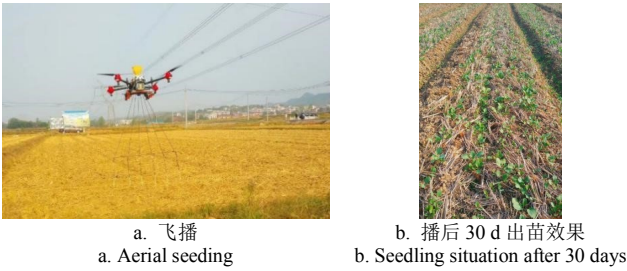 a. 飞播
a. Aerial seeding
b. 播后 30 d 出苗效果
b. Seedling situation after 30 days